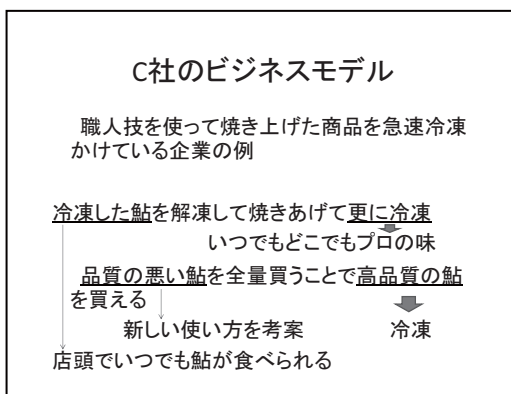 C社のビジネスモデル
職人技を使って焼き上げた商品を急速冷凍
かけている企業の例
冷凍した鮎を解凍して焼きあげて更に冷凍
いつでもどこでもプロの味
品質の悪い鮎を全量買うことで高品質の鮎
を買える
新しい使い方を考案 冷凍
店頭でいつでも鮎が食べられる